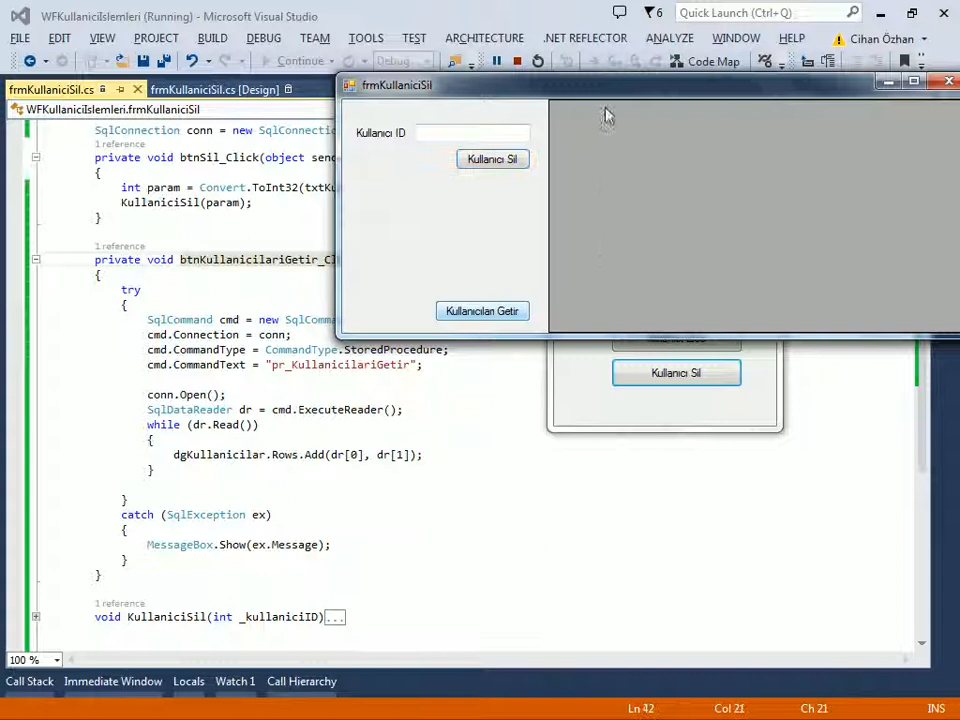 WFKullaniciIslemleri (Running) - Microsoft Visual Studio
6
Quick Launch (Ctrl+Q)
FILE EDIT VIEW PROJECT BUILD DEBUG TEAM TOOLS TEST ARCHITECTURE .NET REFLECTOR ANALYZE WINDOW HELP Cihan Özhan
Continue Debug Code Map
frmKullaniciSil.cs frmKullaniciSil.cs [Design]
frmKullaniciSil
WFKullaniciIslemleri.frmKullaniciSil
SqlConnection conn = new SqlConnectio
Kullanıcı ID
1 reference
private void btnSil_Click(object send
Kullanıcı Sil
{
int param = Convert.ToInt32(txtKu
KullaniciSil(param);
}
1 reference
private void btnKullanicilariGetir_Cl
{
try
{
Kullanıcıları Getir
SqlCommand cmd = new SqlComma
cmd.Connection = conn;
cmd.CommandType = CommandType.StoredProcedure;
cmd.CommandText = "pr_KullanicilariGetir";
Kullanıcı Sil
conn.Open();
SqlDataReader dr = cmd.ExecuteReader();
while (dr.Read())
{
dgKullanicilar.Rows.Add(dr[0], dr[1]);
}
}
catch (SqlException ex)
{
MessageBox.Show(ex.Message);
}
}
1 reference
void KullaniciSil(int _kullaniciID)...
100 %
Call Stack Immediate Window Locals Watch 1 Call Hierarchy
Ln 42 Col 21 Ch 21 INS